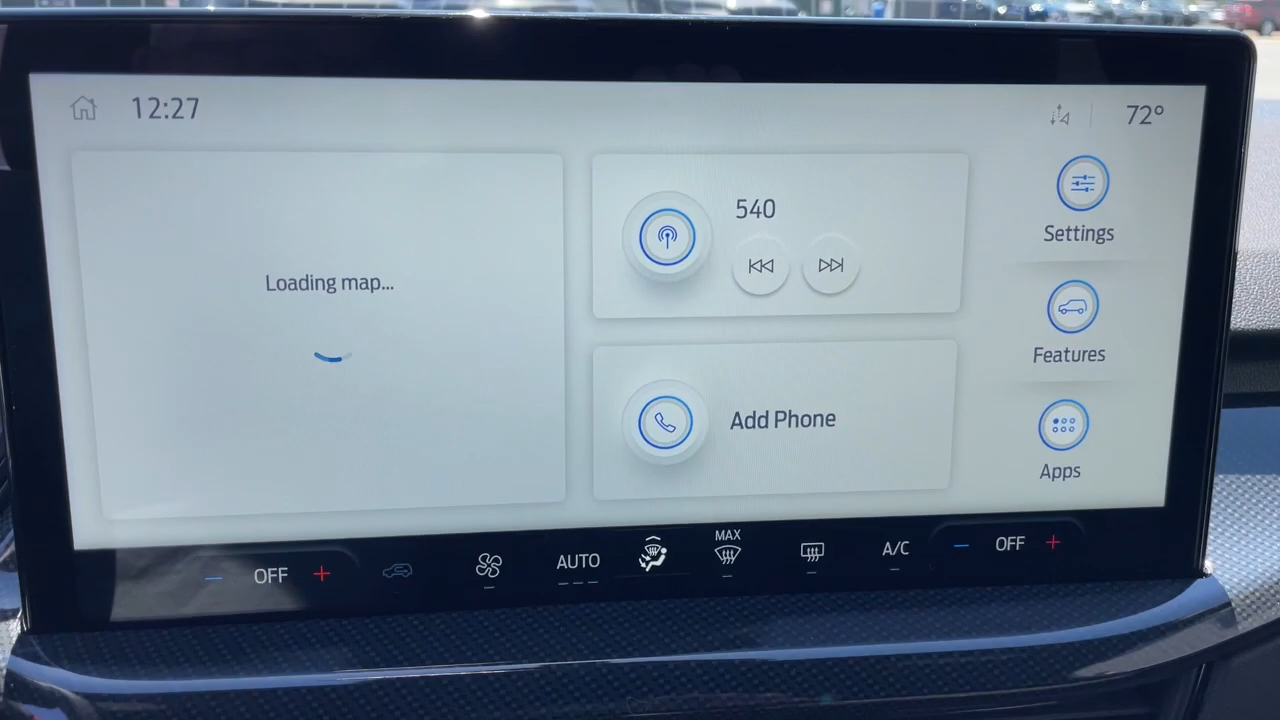 12:27
72°
Loading map...
540
Add Phone
Settings
Features
Apps
OFF
AUTO
MAX
A/C
OFF